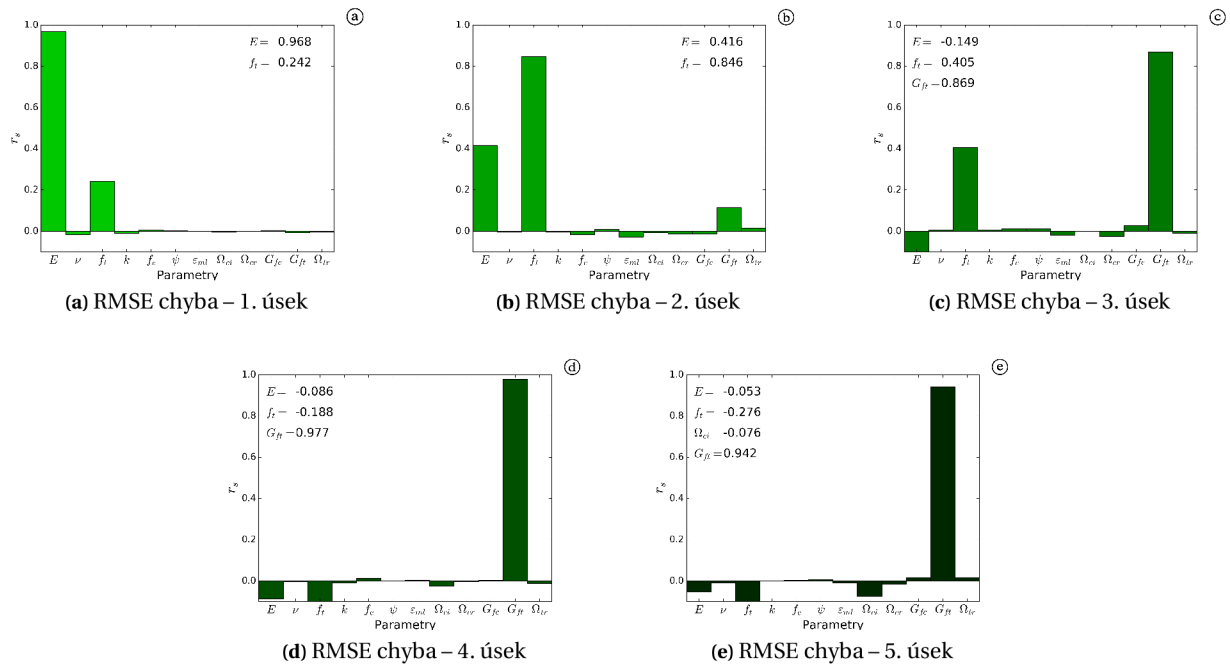 ⓐ
1.0
0.8
0.6
0.4
0.2
0.0
r_s
E = 0.968
f_t = 0.242
E ν f_t k f_c ψ ε_ml Ω_ci Ω_cr G_fc G_ft Ω_tr
Parametry
(a) RMSE chyba – 1. úsek
ⓑ
1.0
0.8
0.6
0.4
0.2
0.0
r_s
E = 0.416
f_t = 0.846
E ν f_t k f_c ψ ε_ml Ω_ci Ω_cr G_fc G_ft Ω_tr
Parametry
(b) RMSE chyba – 2. úsek
ⓒ
1.0
0.8
0.6
0.4
0.2
0.0
r_s
E = -0.149
f_t = 0.405
G_ft = 0.869
E ν f_t k f_c ψ ε_ml Ω_ci Ω_cr G_fc G_ft Ω_tr
Parametry
(c) RMSE chyba – 3. úsek
ⓓ
1.0
0.8
0.6
0.4
0.2
0.0
r_s
E = -0.086
f_t = -0.188
G_ft = 0.977
E ν f_t k f_c ψ ε_ml Ω_ci Ω_cr G_fc G_ft Ω_tr
Parametry
(d) RMSE chyba – 4. úsek
ⓔ
1.0
0.8
0.6
0.4
0.2
0.0
r_s
E = -0.053
f_t = -0.276
Ω_ci -0.076
G_ft = 0.942
E ν f_t k f_c ψ ε_ml Ω_ci Ω_cr G_fc G_ft Ω_tr
Parametry
(e) RMSE chyba – 5. úsek